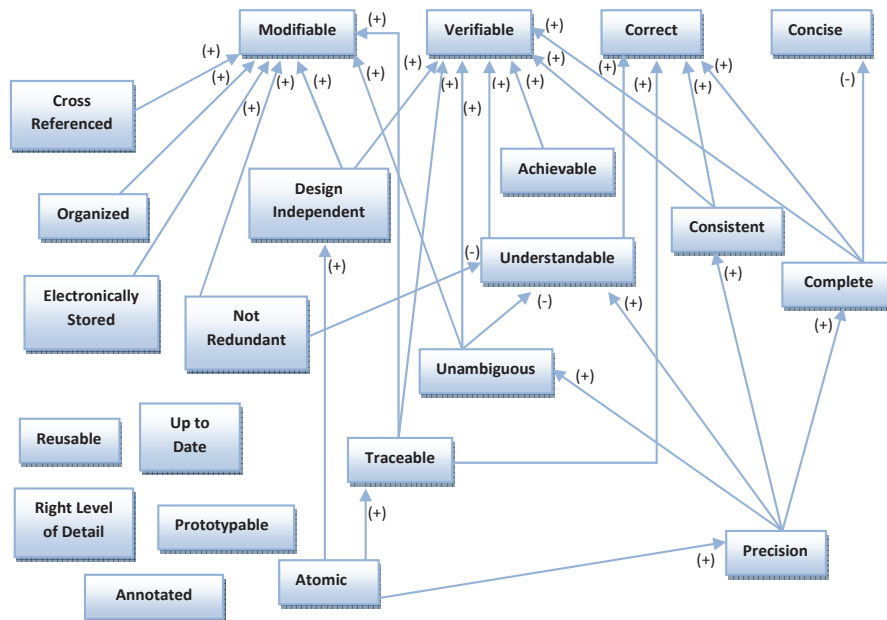 Modifiable
(+)
Verifiable
(+)
Correct
Concise
(+)
(+)
(+)
(+)
(+)
(+)
(+)
(+)
(+)
(+)
(+)
(+)
(+)
(-)
(+)
(+)
(+)
(+)
Cross
Referenced
Achievable
Organized
Design
Independent
Consistent
(+)
(-)
Understandable
(+)
Complete
Electronically
Stored
Not
Redundant
(-)
(+)
(+)
Unambiguous
(+)
Reusable
Up to
Date
Traceable
Right Level
of Detail
Prototypable
(+)
Precision
(+)
Atomic
Annotated